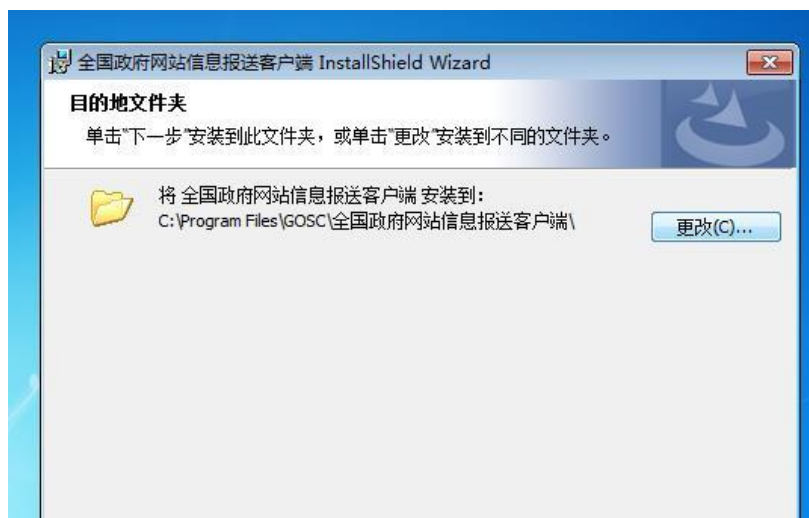 全国政府网站信息报送客户端 InstallShield Wizard
目的地文件夹
单击“下一步”安装到此文件夹，或单击“更改”安装到不同的文件夹。
将 全国政府网站信息报送客户端 安装到：
C:\Program Files\GOSC\全国政府网站信息报送客户端\
更改(C)...